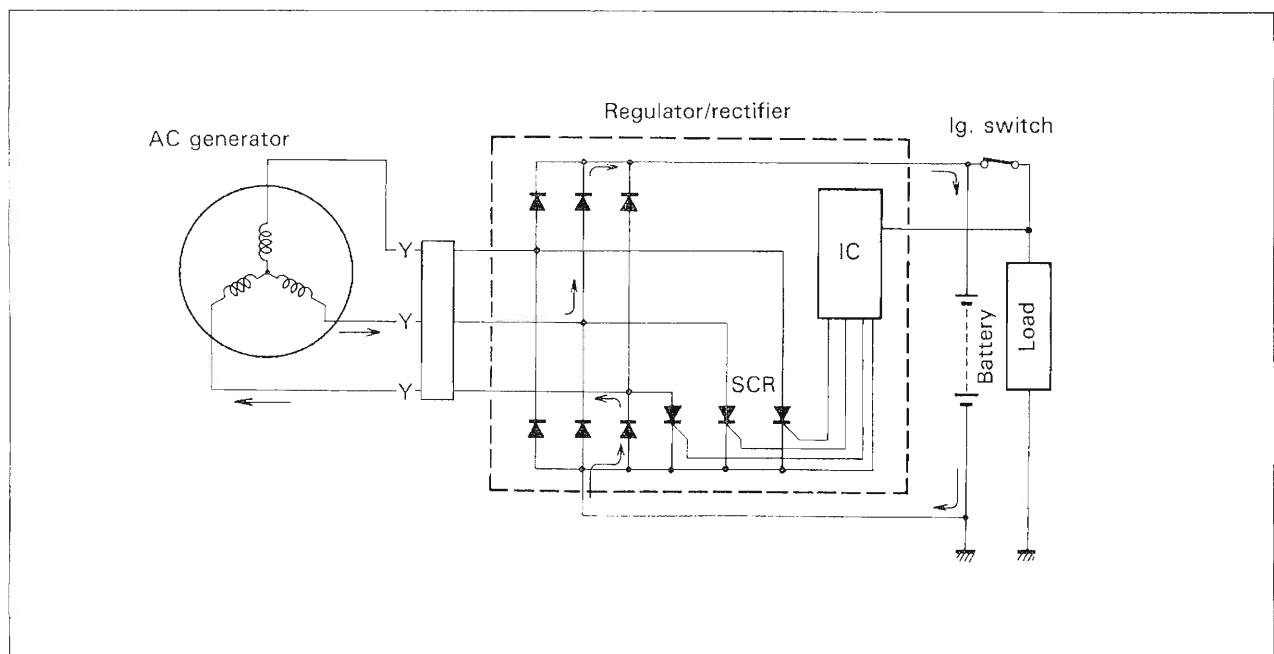 Regulator/rectifier
Ig. switch
AC generator
Y
IC
Y
Battery
Load
Y
SCR